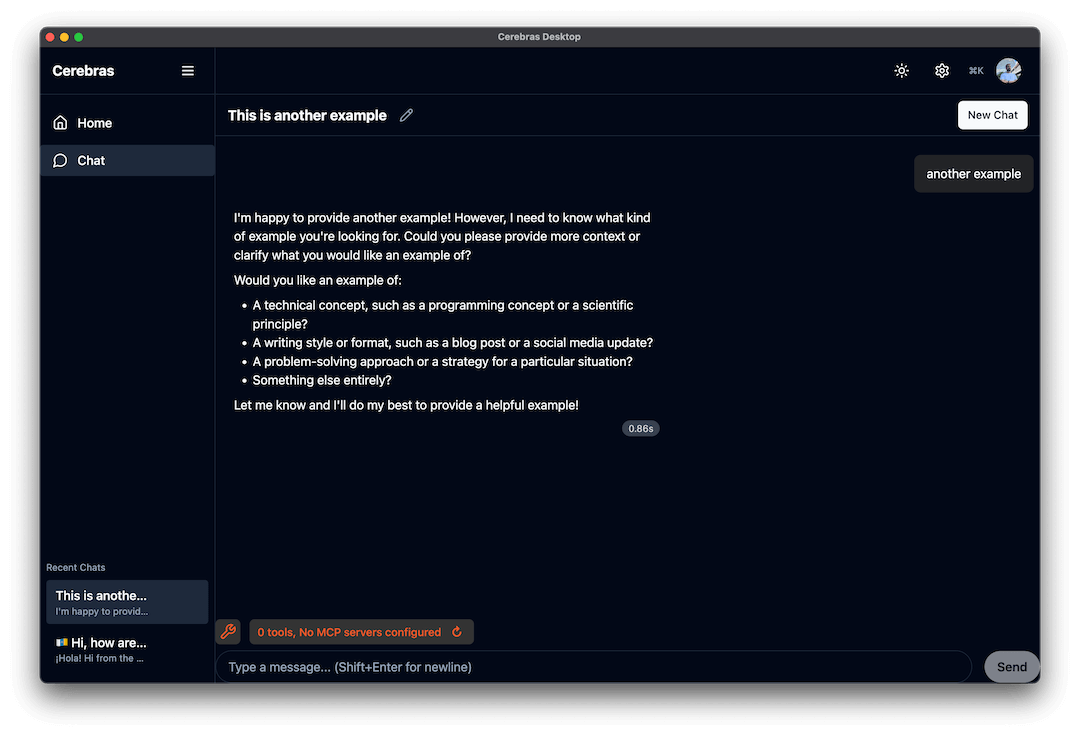 Cerebras Desktop
Cerebras
⌘K
Home
Chat
This is another example
New Chat
another example
I'm happy to provide another example! However, I need to know what kind
of example you're looking for. Could you please provide more context or
clarify what you would like an example of?
Would you like an example of:
• A technical concept, such as a programming concept or a scientific
principle?
• A writing style or format, such as a blog post or a social media update?
• A problem-solving approach or a strategy for a particular situation?
• Something else entirely?
Let me know and I'll do my best to provide a helpful example!
0.86s
Recent Chats
This is anothe...
I'm happy to provid...
Hi, how are...
¡Hola! Hi from the ...
0 tools, No MCP servers configured
Type a message... (Shift+Enter for newline)
Send